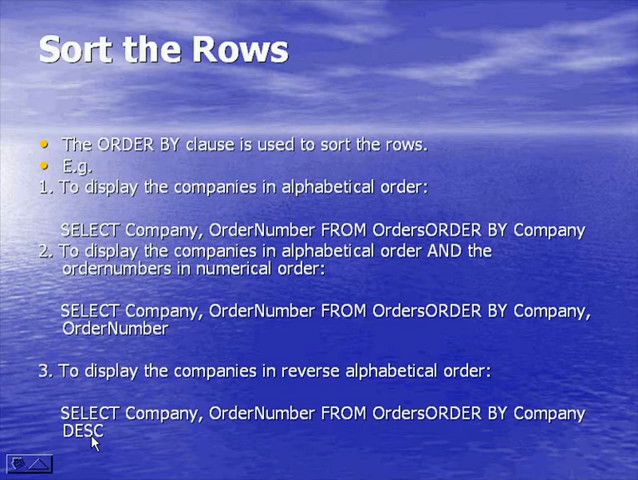 Sort the Rows
The ORDER BY clause is used to sort the rows.
E.g.
1. To display the companies in alphabetical order:
SELECT Company, OrderNumber FROM OrdersORDER BY Company
2. To display the companies in alphabetical order AND the
ordernumbers in numerical order:
SELECT Company, OrderNumber FROM OrdersORDER BY Company,
OrderNumber
3. To display the companies in reverse alphabetical order:
SELECT Company, OrderNumber FROM OrdersORDER BY Company
DESC